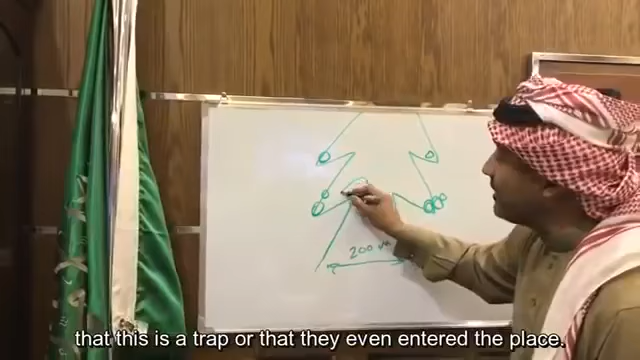 200 m
that this is a trap or that they even entered the place.